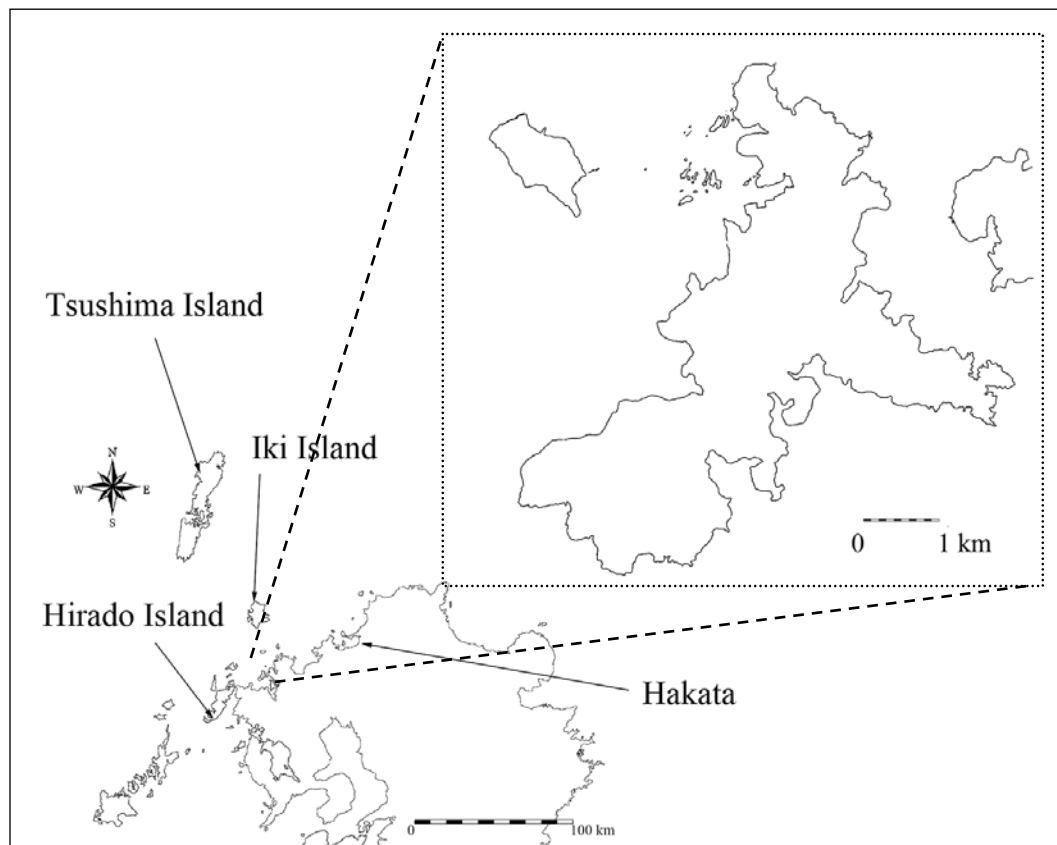 Tsushima Island
Iki Island
N
W E
S
0 1 km
Hirado Island
Hakata
0 100 km